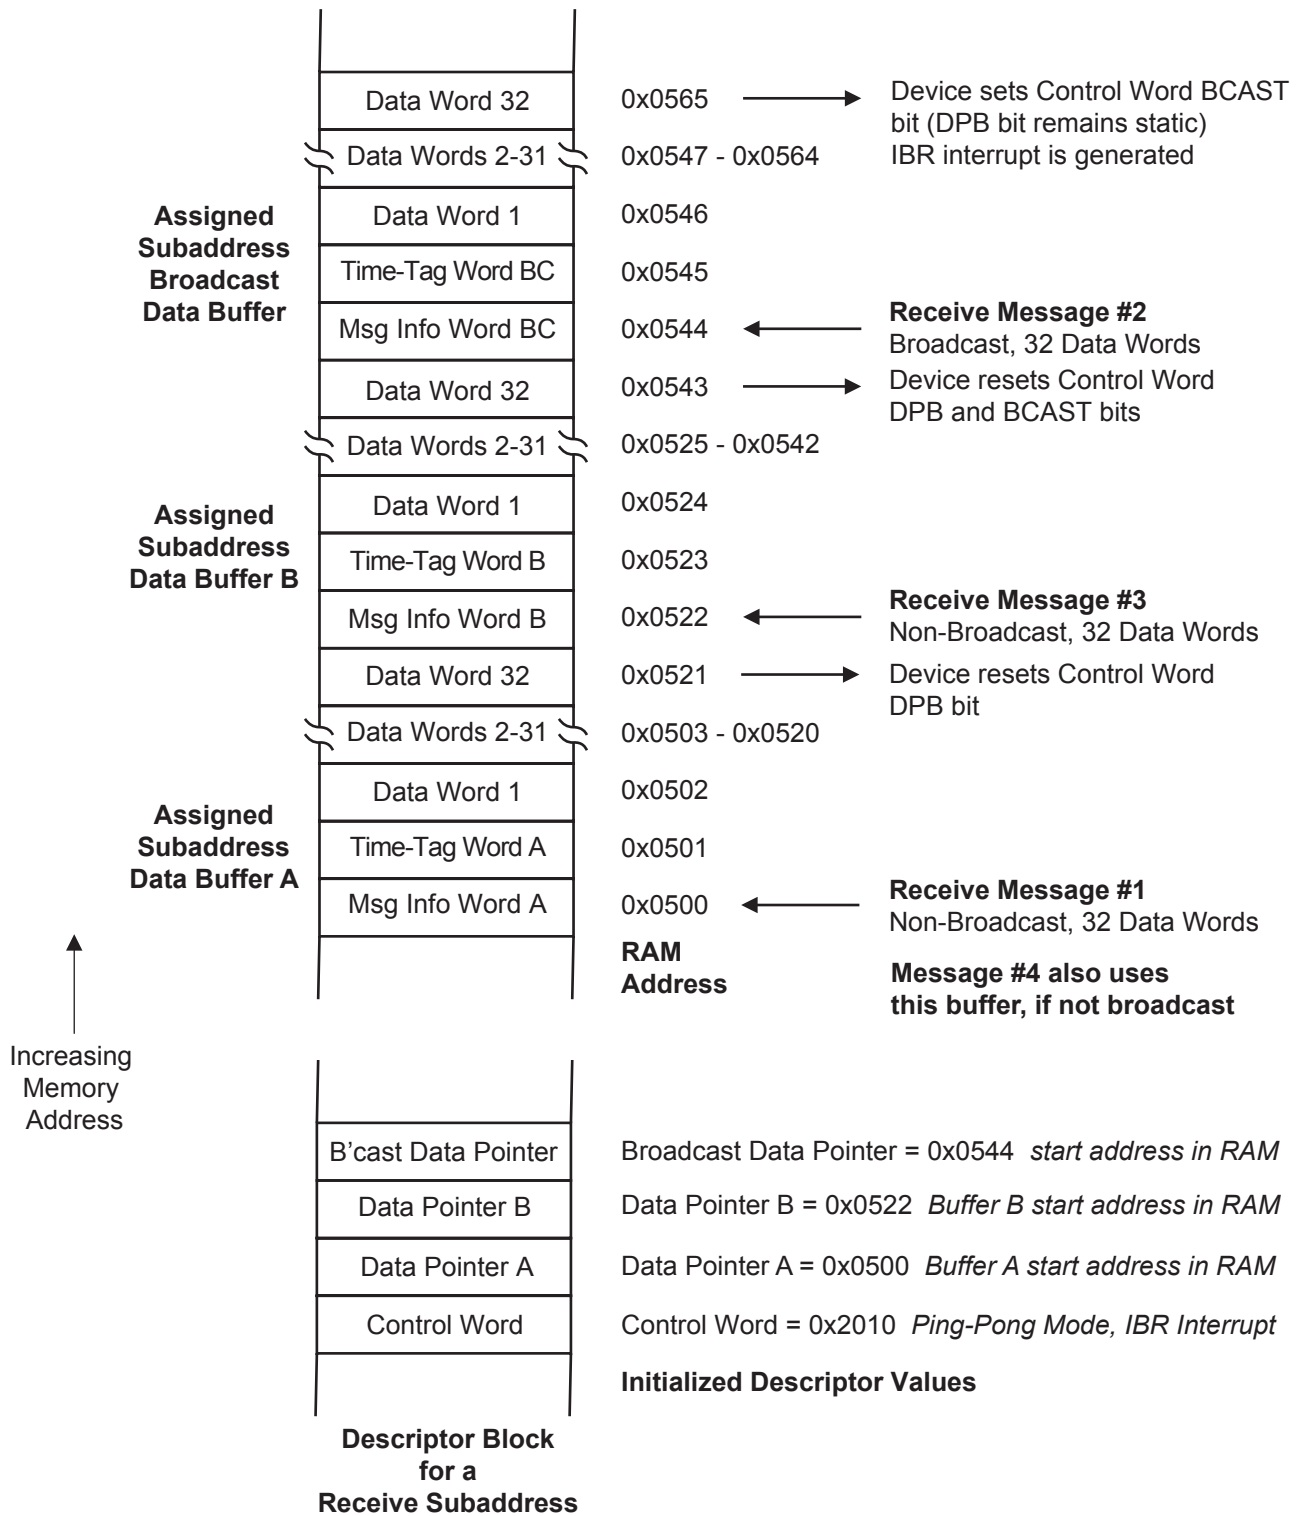 Data Word 32
0x0565
Device sets Control Word BCAST
bit (DPB bit remains static)
IBR interrupt is generated
Data Words 2-31
0x0547 - 0x0564
Assigned
Subaddress
Broadcast
Data Buffer
Data Word 1
0x0546
Time-Tag Word BC
0x0545
Msg Info Word BC
0x0544
Receive Message #2
Broadcast, 32 Data Words
Data Word 32
0x0543
Device resets Control Word
DPB and BCAST bits
Data Words 2-31
0x0525 - 0x0542
Assigned
Subaddress
Data Buffer B
Data Word 1
0x0524
Time-Tag Word B
0x0523
Msg Info Word B
0x0522
Receive Message #3
Non-Broadcast, 32 Data Words
Data Word 32
0x0521
Device resets Control Word
DPB bit
Data Words 2-31
0x0503 - 0x0520
Assigned
Subaddress
Data Buffer A
Data Word 1
0x0502
Time-Tag Word A
0x0501
Msg Info Word A
0x0500
Receive Message #1
Non-Broadcast, 32 Data Words
RAM
Address
Message #4 also uses
this buffer, if not broadcast
Increasing
Memory
Address
B'cast Data Pointer
Broadcast Data Pointer = 0x0544 start address in RAM
Data Pointer B
Data Pointer B = 0x0522 Buffer B start address in RAM
Data Pointer A
Data Pointer A = 0x0500 Buffer A start address in RAM
Control Word
Control Word = 0x2010 Ping-Pong Mode, IBR Interrupt
Initialized Descriptor Values
Descriptor Block
for a
Receive Subaddress